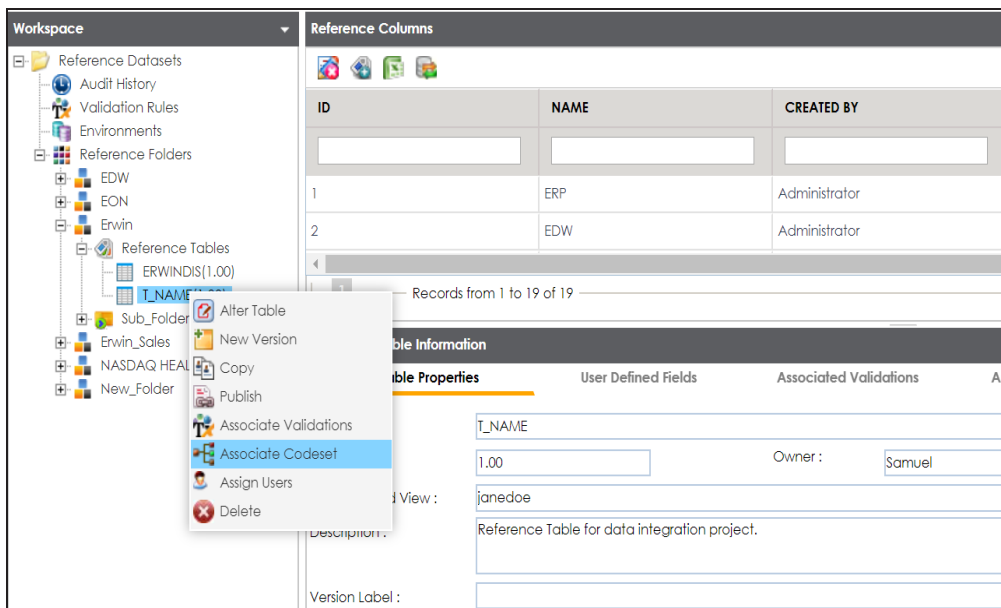 Workspace
Reference Datasets
Audit History
Validation Rules
Environments
Reference Folders
EDW
EON
Erwin
Reference Tables
ERWINDIS(1.00)
T_NAME(1.00)
Sub_Folder
Erwin_Sales
NASDAQ HEAL
New_Folder
Alter Table
New Version
Copy
Publish
Associate Validations
Associate Codeset
Assign Users
Delete
Reference Columns
ID NAME CREATED BY
1 ERP Administrator
2 EDW Administrator
1 Records from 1 to 19 of 19
ble Information
ble Properties User Defined Fields Associated Validations A
T_NAME
1.00 Owner : Samuel
d View : janedoe
Description : Reference Table for data integration project.
Version Label :